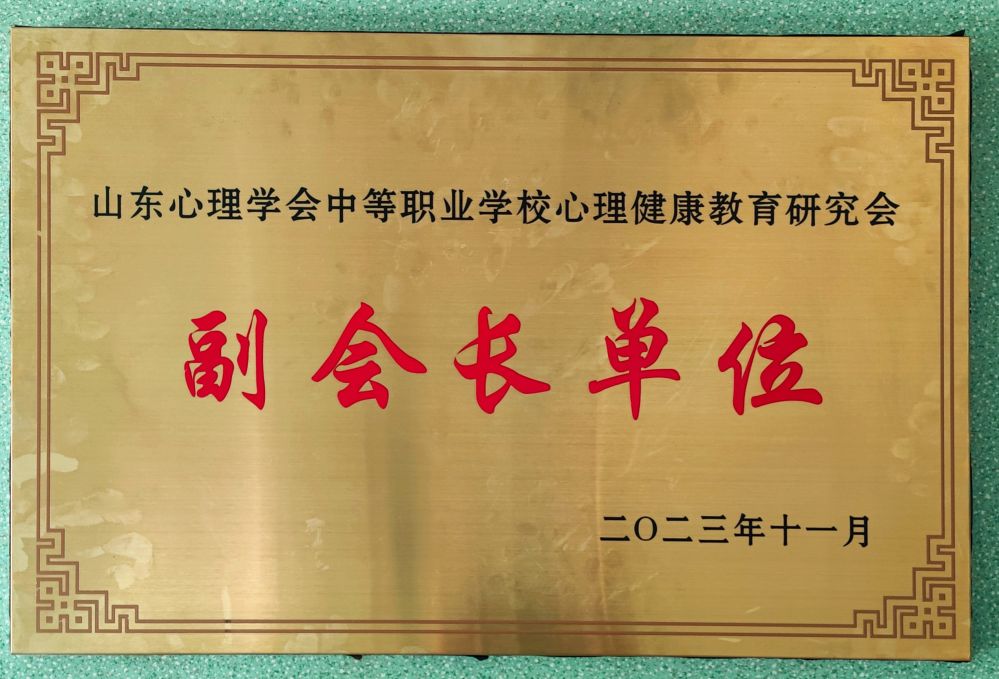 山东心理学会中等职业学校心理健康教育研究会
副会长单位
二〇二三年十一月